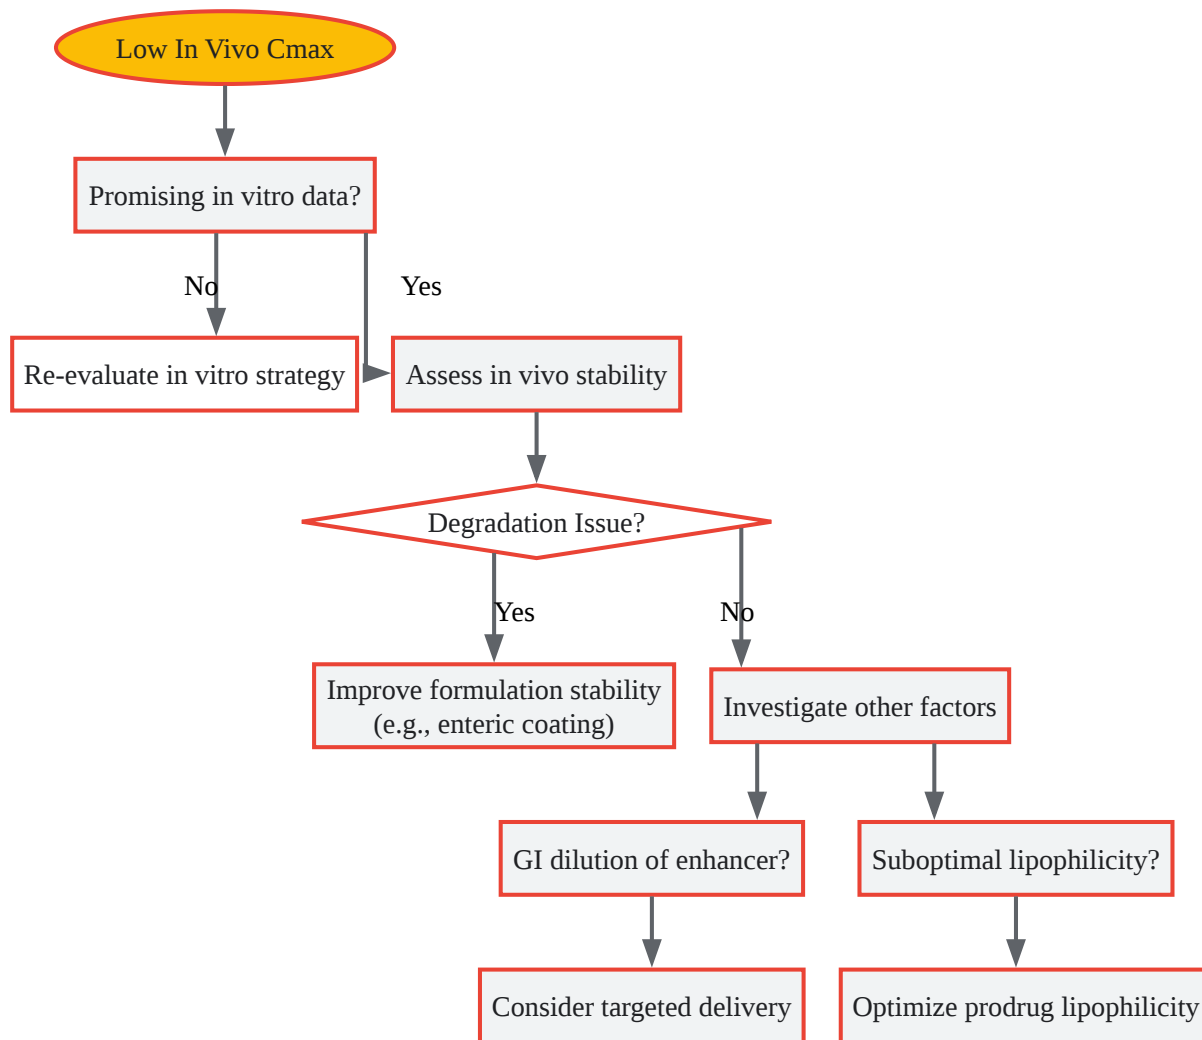 Low In Vivo Cmax
Promising in vitro data?
No
Yes
Re-evaluate in vitro strategy
Assess in vivo stability
Degradation Issue?
Yes
No
Improve formulation stability
(e.g., enteric coating)
Investigate other factors
GI dilution of enhancer?
Suboptimal lipophilicity?
Consider targeted delivery
Optimize prodrug lipophilicity